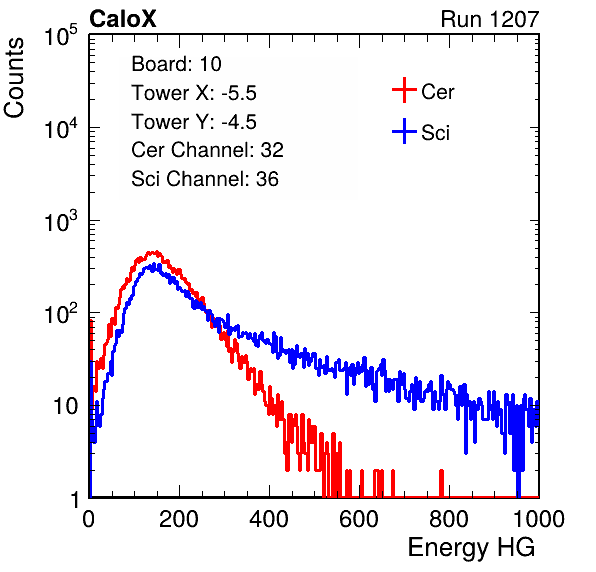 CaloX Run 1207
Counts
Board: 10
Tower X: -5.5
Tower Y: -4.5
Cer Channel: 32
Sci Channel: 36
Cer
Sci
10^5
10^4
10^3
10^2
10
1
0 200 400 600 800 1000
Energy HG